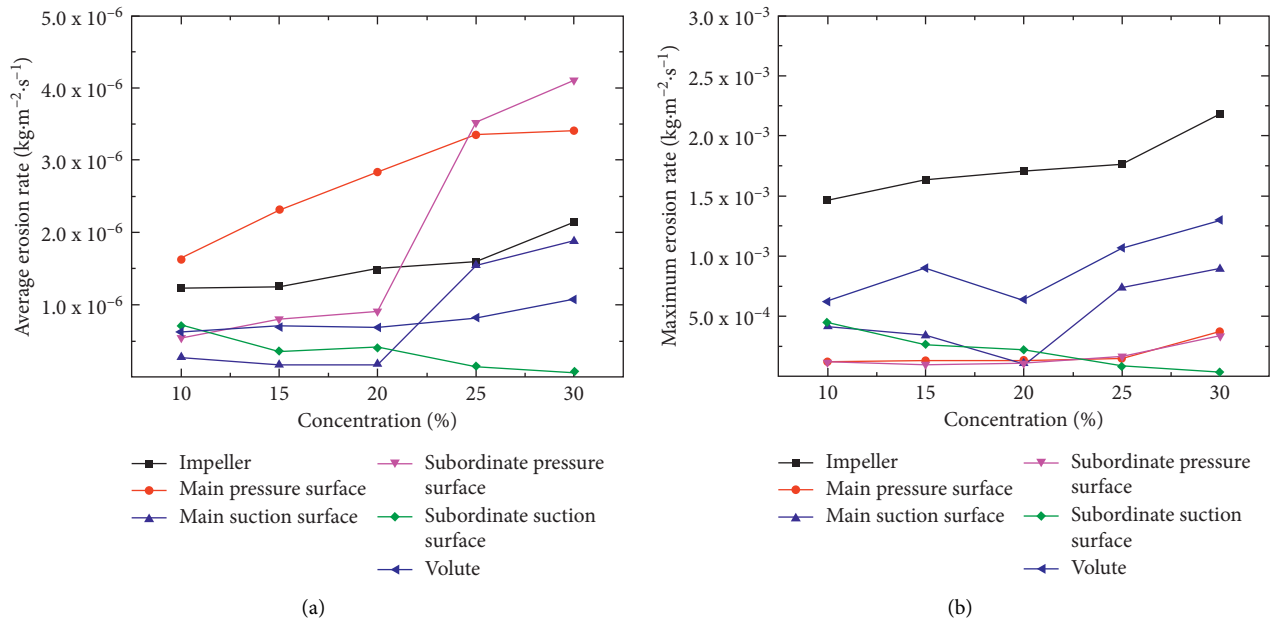 5.0 x 10⁻⁶
4.0 x 10⁻⁶
3.0 x 10⁻⁶
2.0 x 10⁻⁶
1.0 x 10⁻⁶
Average erosion rate (kg·m⁻²·s⁻¹)
10 15 20 25 30
Concentration (%)
Impeller
Main pressure surface
Main suction surface
Subordinate pressure
surface
Subordinate suction
surface
Volute
(a)
3.0 x 10⁻³
2.5 x 10⁻³
2.0 x 10⁻³
1.5 x 10⁻³
1.0 x 10⁻³
5.0 x 10⁻⁴
Maximum erosion rate (kg·m⁻²·s⁻¹)
10 15 20 25 30
Concentration (%)
Impeller
Main pressure surface
Main suction surface
Subordinate pressure
surface
Subordinate suction
surface
Volute
(b)